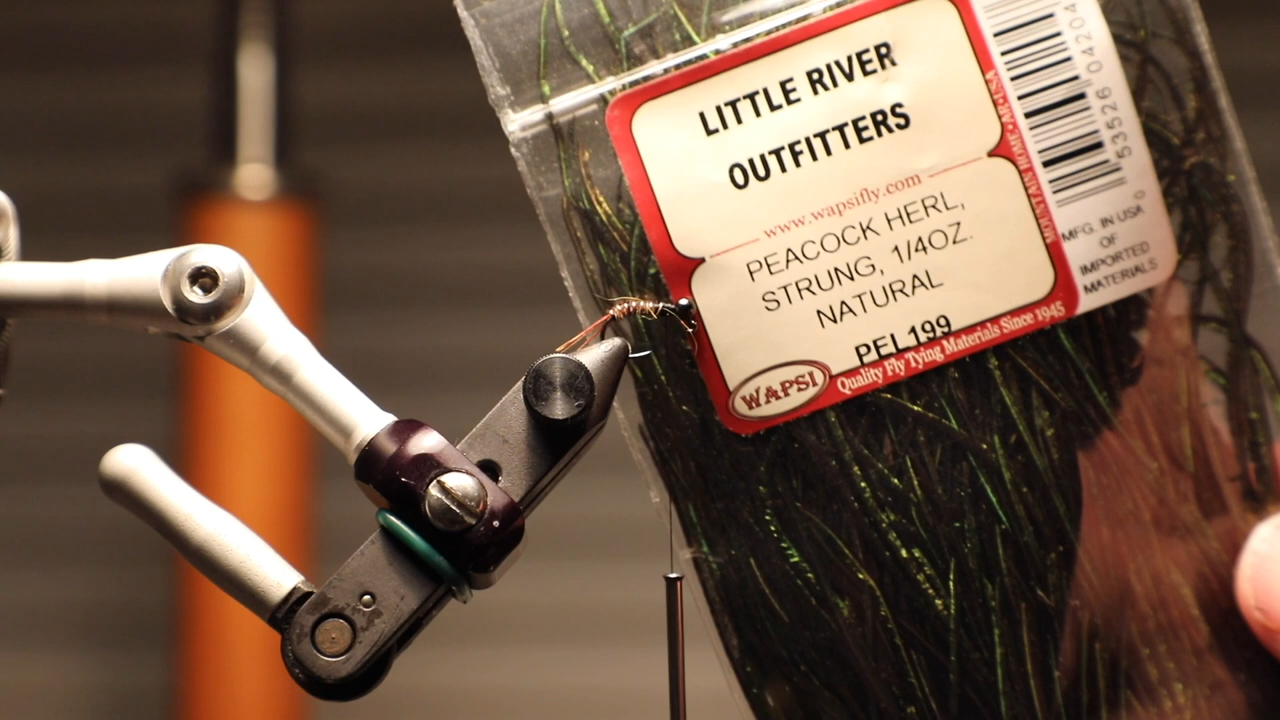 LITTLE RIVER
OUTFITTERS
www.wapsifly.com
PEACOCK HERL,
STRUNG, 1/4OZ.
NATURAL
PEL199
WAPSI
Quality Fly Tying Materials Since 1945
MOUNTAIN HOME, AR USA
53526 04204
0
MFG. IN USA
OF
IMPORTED
MATERIALS